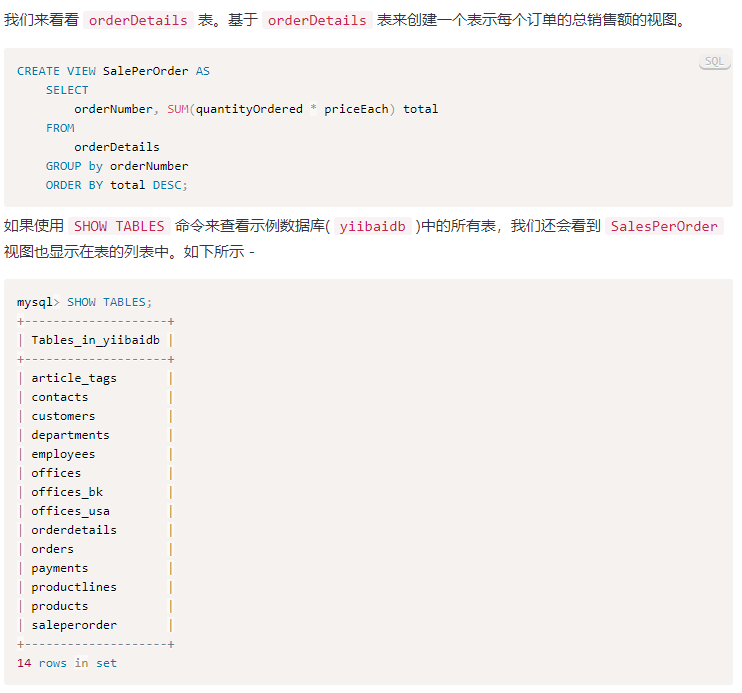 我们来看看 orderDetails 表。基于 orderDetails 表来创建一个表示每个订单的总销售额的视图。
SQL
CREATE VIEW SalePerOrder AS
    SELECT
        orderNumber, SUM(quantityOrdered * priceEach) total
    FROM
        orderDetails
    GROUP by orderNumber
    ORDER BY total DESC;
如果使用 SHOW TABLES 命令来查看示例数据库( yiibaidb )中的所有表，我们还会看到 SalesPerOrder
视图也显示在表的列表中。如下所示 -
mysql> SHOW TABLES;
+--------------------+
| Tables_in_yiibaidb |
+--------------------+
| article_tags       |
| contacts           |
| customers          |
| departments        |
| employees          |
| offices            |
| offices_bk         |
| offices_usa        |
| orderdetails       |
| orders             |
| payments           |
| productlines       |
| products           |
| saleperorder       |
+--------------------+
14 rows in set